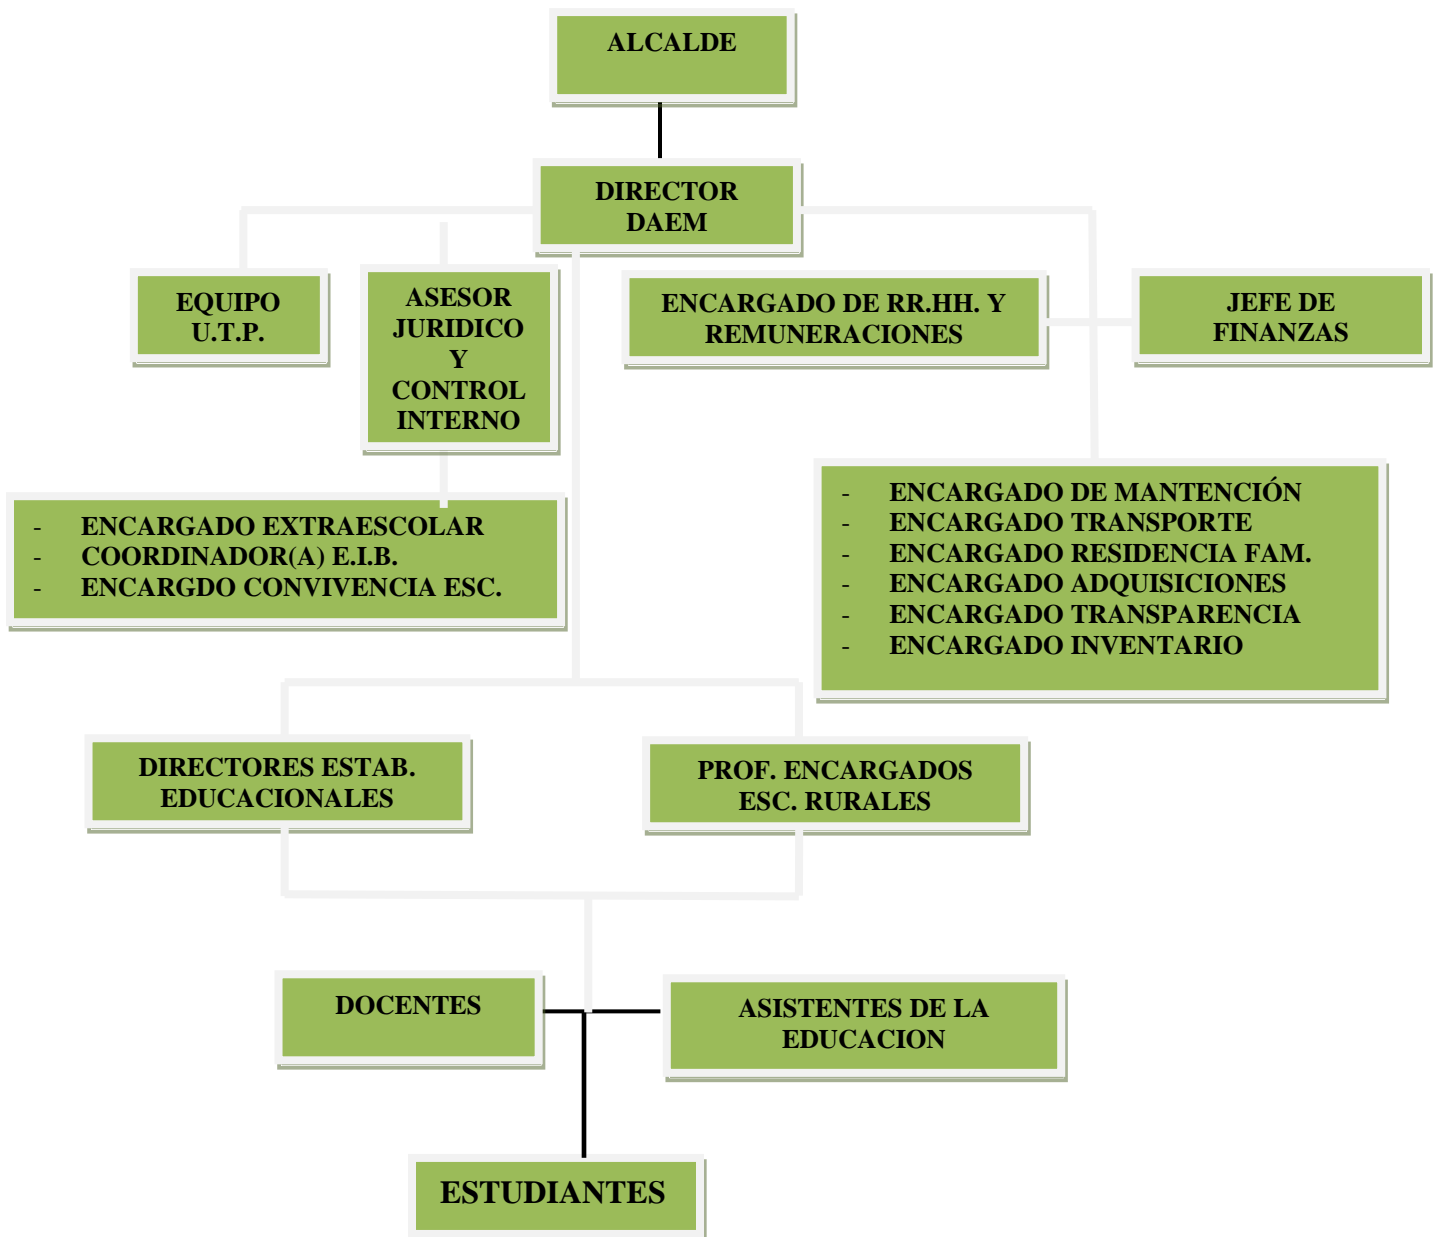 ALCALDE
DIRECTOR
DAEM
EQUIPO
U.T.P.
ASESOR
JURIDICO
Y
CONTROL
INTERNO
ENCARGADO DE RR.HH. Y
REMUNERACIONES
JEFE DE
FINANZAS
- ENCARGADO EXTRAESCOLAR
- COORDINADOR(A) E.I.B.
- ENCARGDO CONVIVENCIA ESC.
- ENCARGADO DE MANTENCIÓN
- ENCARGADO TRANSPORTE
- ENCARGADO RESIDENCIA FAM.
- ENCARGADO ADQUISICIONES
- ENCARGADO TRANSPARENCIA
- ENCARGADO INVENTARIO
DIRECTORES ESTAB.
EDUCACIONALES
PROF. ENCARGADOS
ESC. RURALES
DOCENTES
ASISTENTES DE LA
EDUCACION
ESTUDIANTES